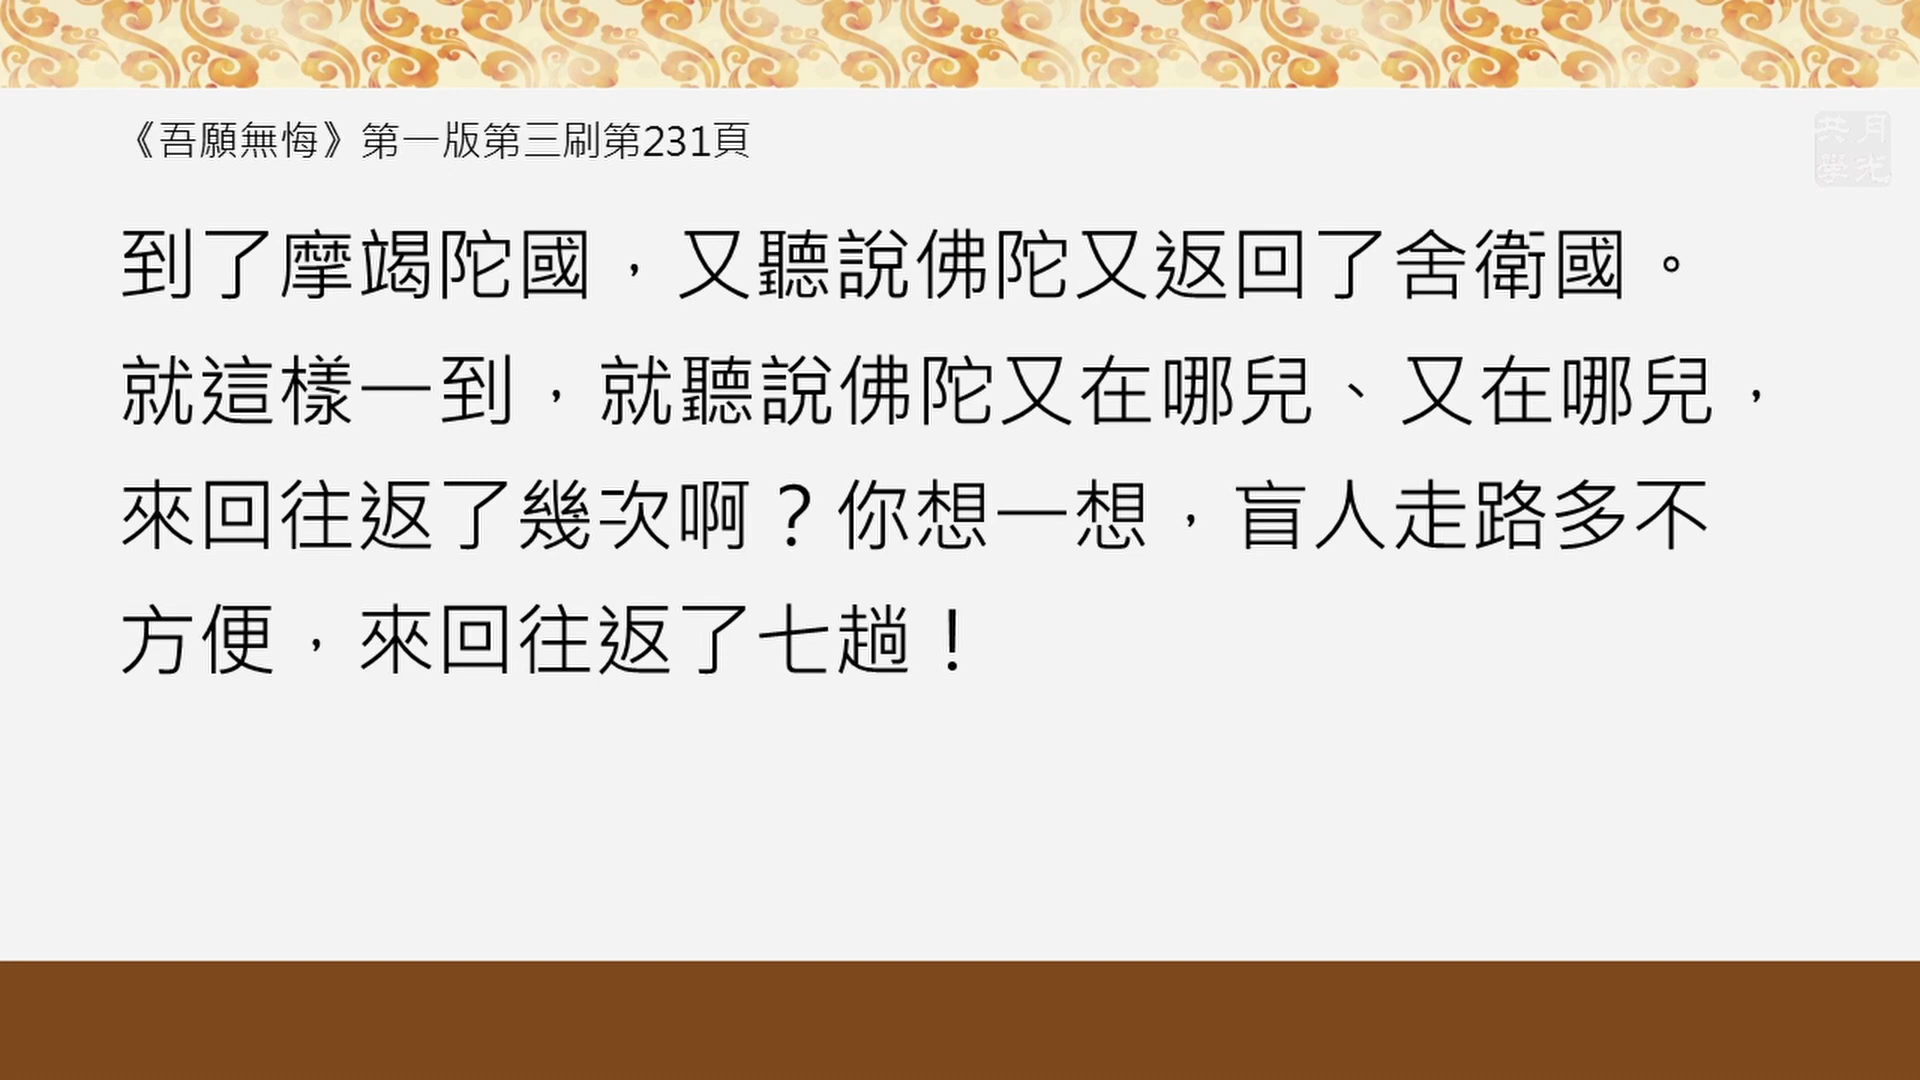 《吾願無悔》第一版第三刷第231頁
月光
共學
到了摩竭陀國，又聽說佛陀又返回了舍衛國。
就這樣一到，就聽說佛陀又在哪兒、又在哪兒，
來回往返了幾次啊？你想一想，盲人走路多不
方便，來回往返了七趟！